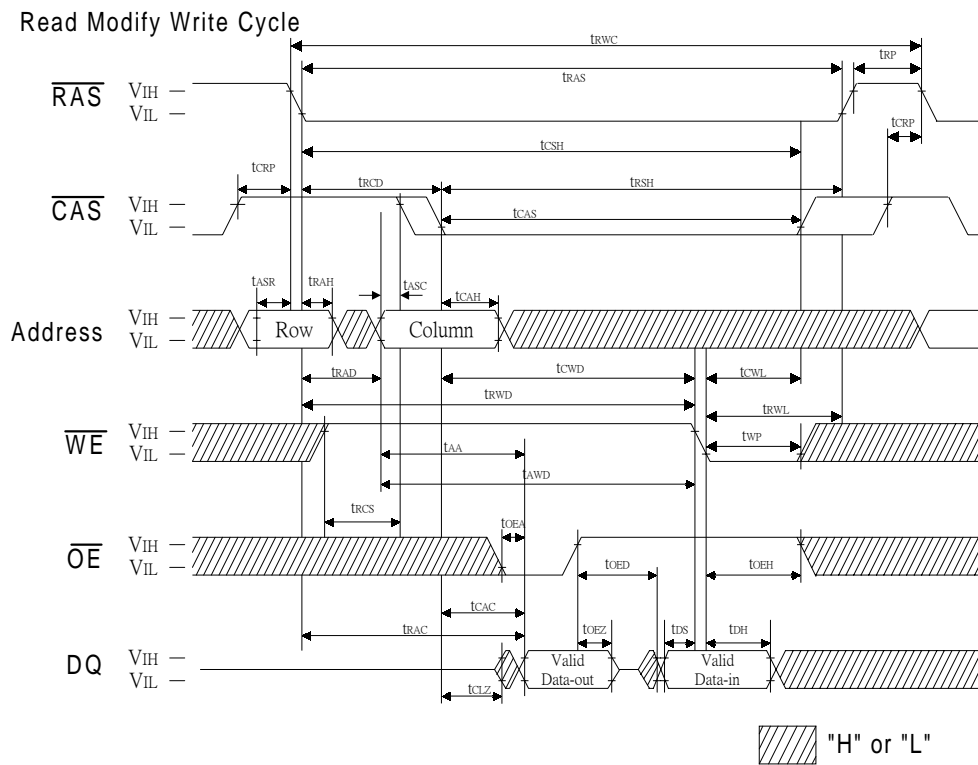 Read Modify Write Cycle
tRWC
tRP
tRAS
RAS
VIH
VIL
tCRP
tCSH
tCRP
tRCD
tRSH
CAS
VIH
VIL
tCAS
tASR
tRAH
tASC
tCAH
Address
VIH
VIL
Row
Column
tRAD
tCWD
tCWL
tRWD
tRWL
WE
VIH
VIL
tWP
tAA
tAWD
tRCS
tOEA
OE
VIH
VIL
tOED
tOEH
tCAC
tRAC
tOEZ
tDS
tDH
DQ
VIH
VIL
Valid
Data-out
Valid
Data-in
tCLZ
"H" or "L"